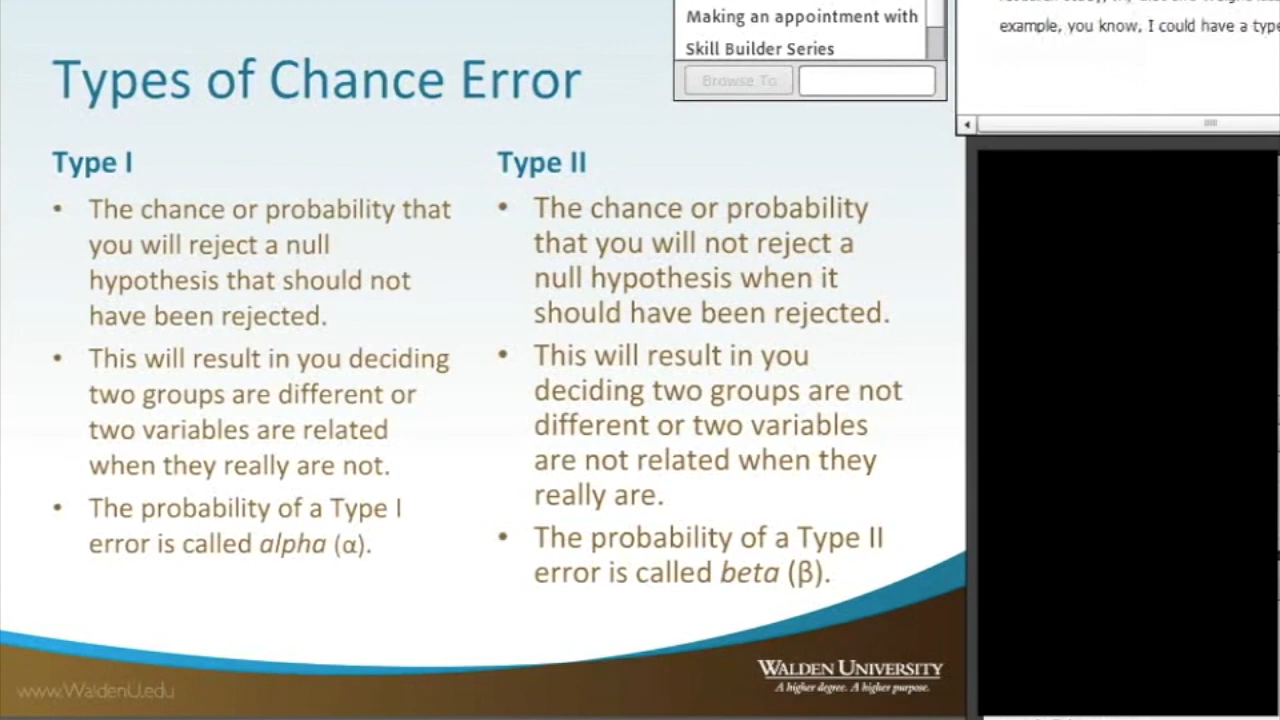 Making an appointment with
Skill Builder Series
Browse To
example, you know, I could have a type
Types of Chance Error
Type I
• The chance or probability that
you will reject a null
hypothesis that should not
have been rejected.
• This will result in you deciding
two groups are different or
two variables are related
when they really are not.
• The probability of a Type I
error is called alpha (α).
Type II
• The chance or probability
that you will not reject a
null hypothesis when it
should have been rejected.
• This will result in you
deciding two groups are not
different or two variables
are not related when they
really are.
• The probability of a Type II
error is called beta (β).
www.WaldenU.edu
WALDEN UNIVERSITY
A higher degree. A higher purpose.